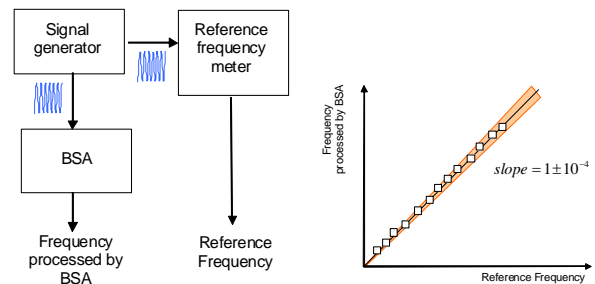 Signal
generator
Reference
frequency
meter
BSA
Frequency
processed by
BSA
Reference
Frequency
Frequency
processed by BSA
slope = 1±10⁻⁴
Reference Frequency